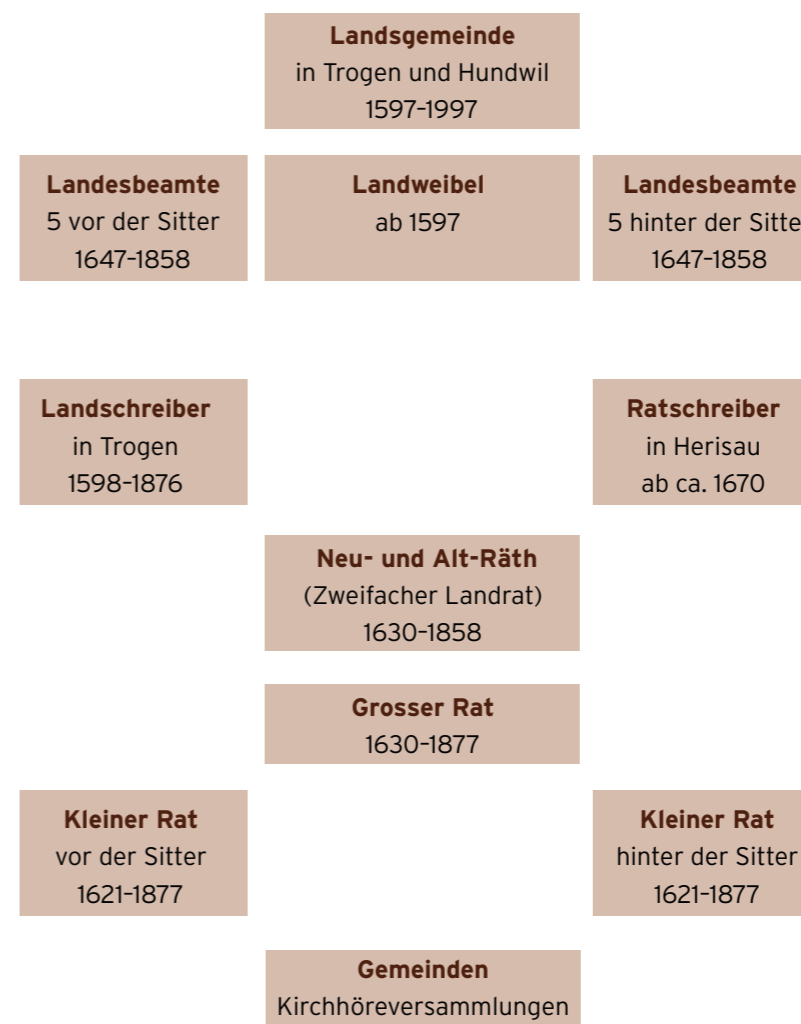 Landsgemeinde
in Trogen und Hundwil
1597–1997
Landesbeamte
5 vor der Sitter
1647–1858
Landweibel
ab 1597
Landesbeamte
5 hinter der Sitte
1647–1858
Landschreiber
in Trogen
1598–1876
Ratschreiber
in Herisau
ab ca. 1670
Neu- und Alt-Räth
(Zweifacher Landrat)
1630–1858
Grosser Rat
1630–1877
Kleiner Rat
vor der Sitter
1621–1877
Kleiner Rat
hinter der Sitter
1621–1877
Gemeinden
Kirchhöreversammlungen